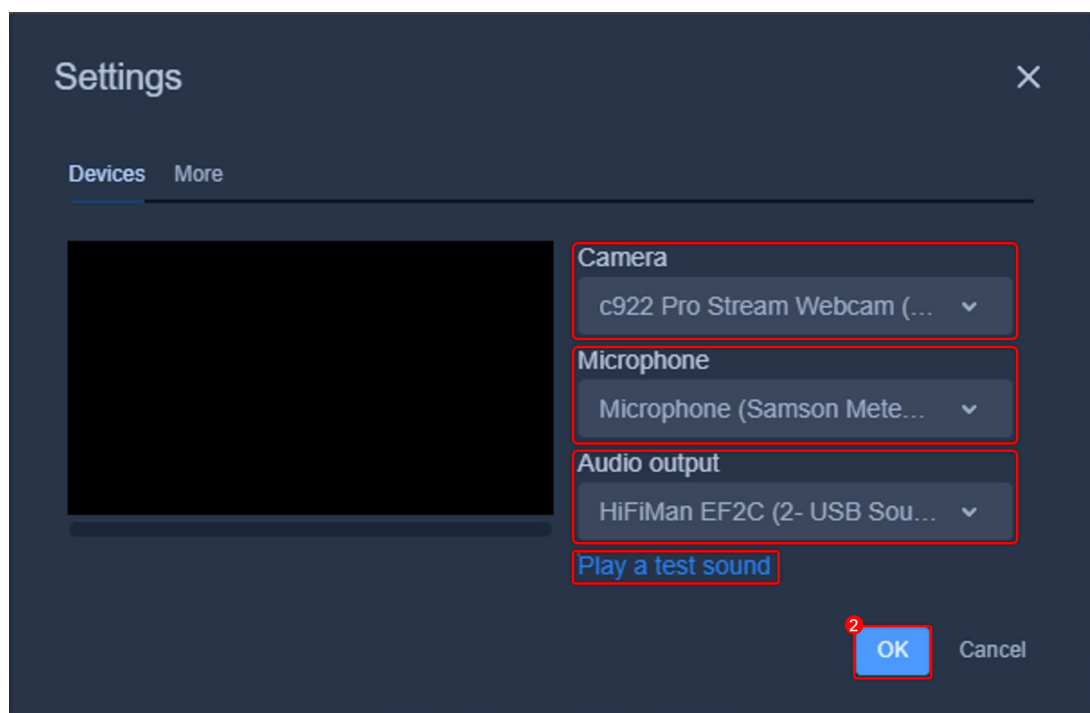 Settings
Devices More
Camera
c922 Pro Stream Webcam (...
Microphone
Microphone (Samson Mete...
Audio output
HiFiMan EF2C (2- USB Sou...
Play a test sound
2
OK Cancel